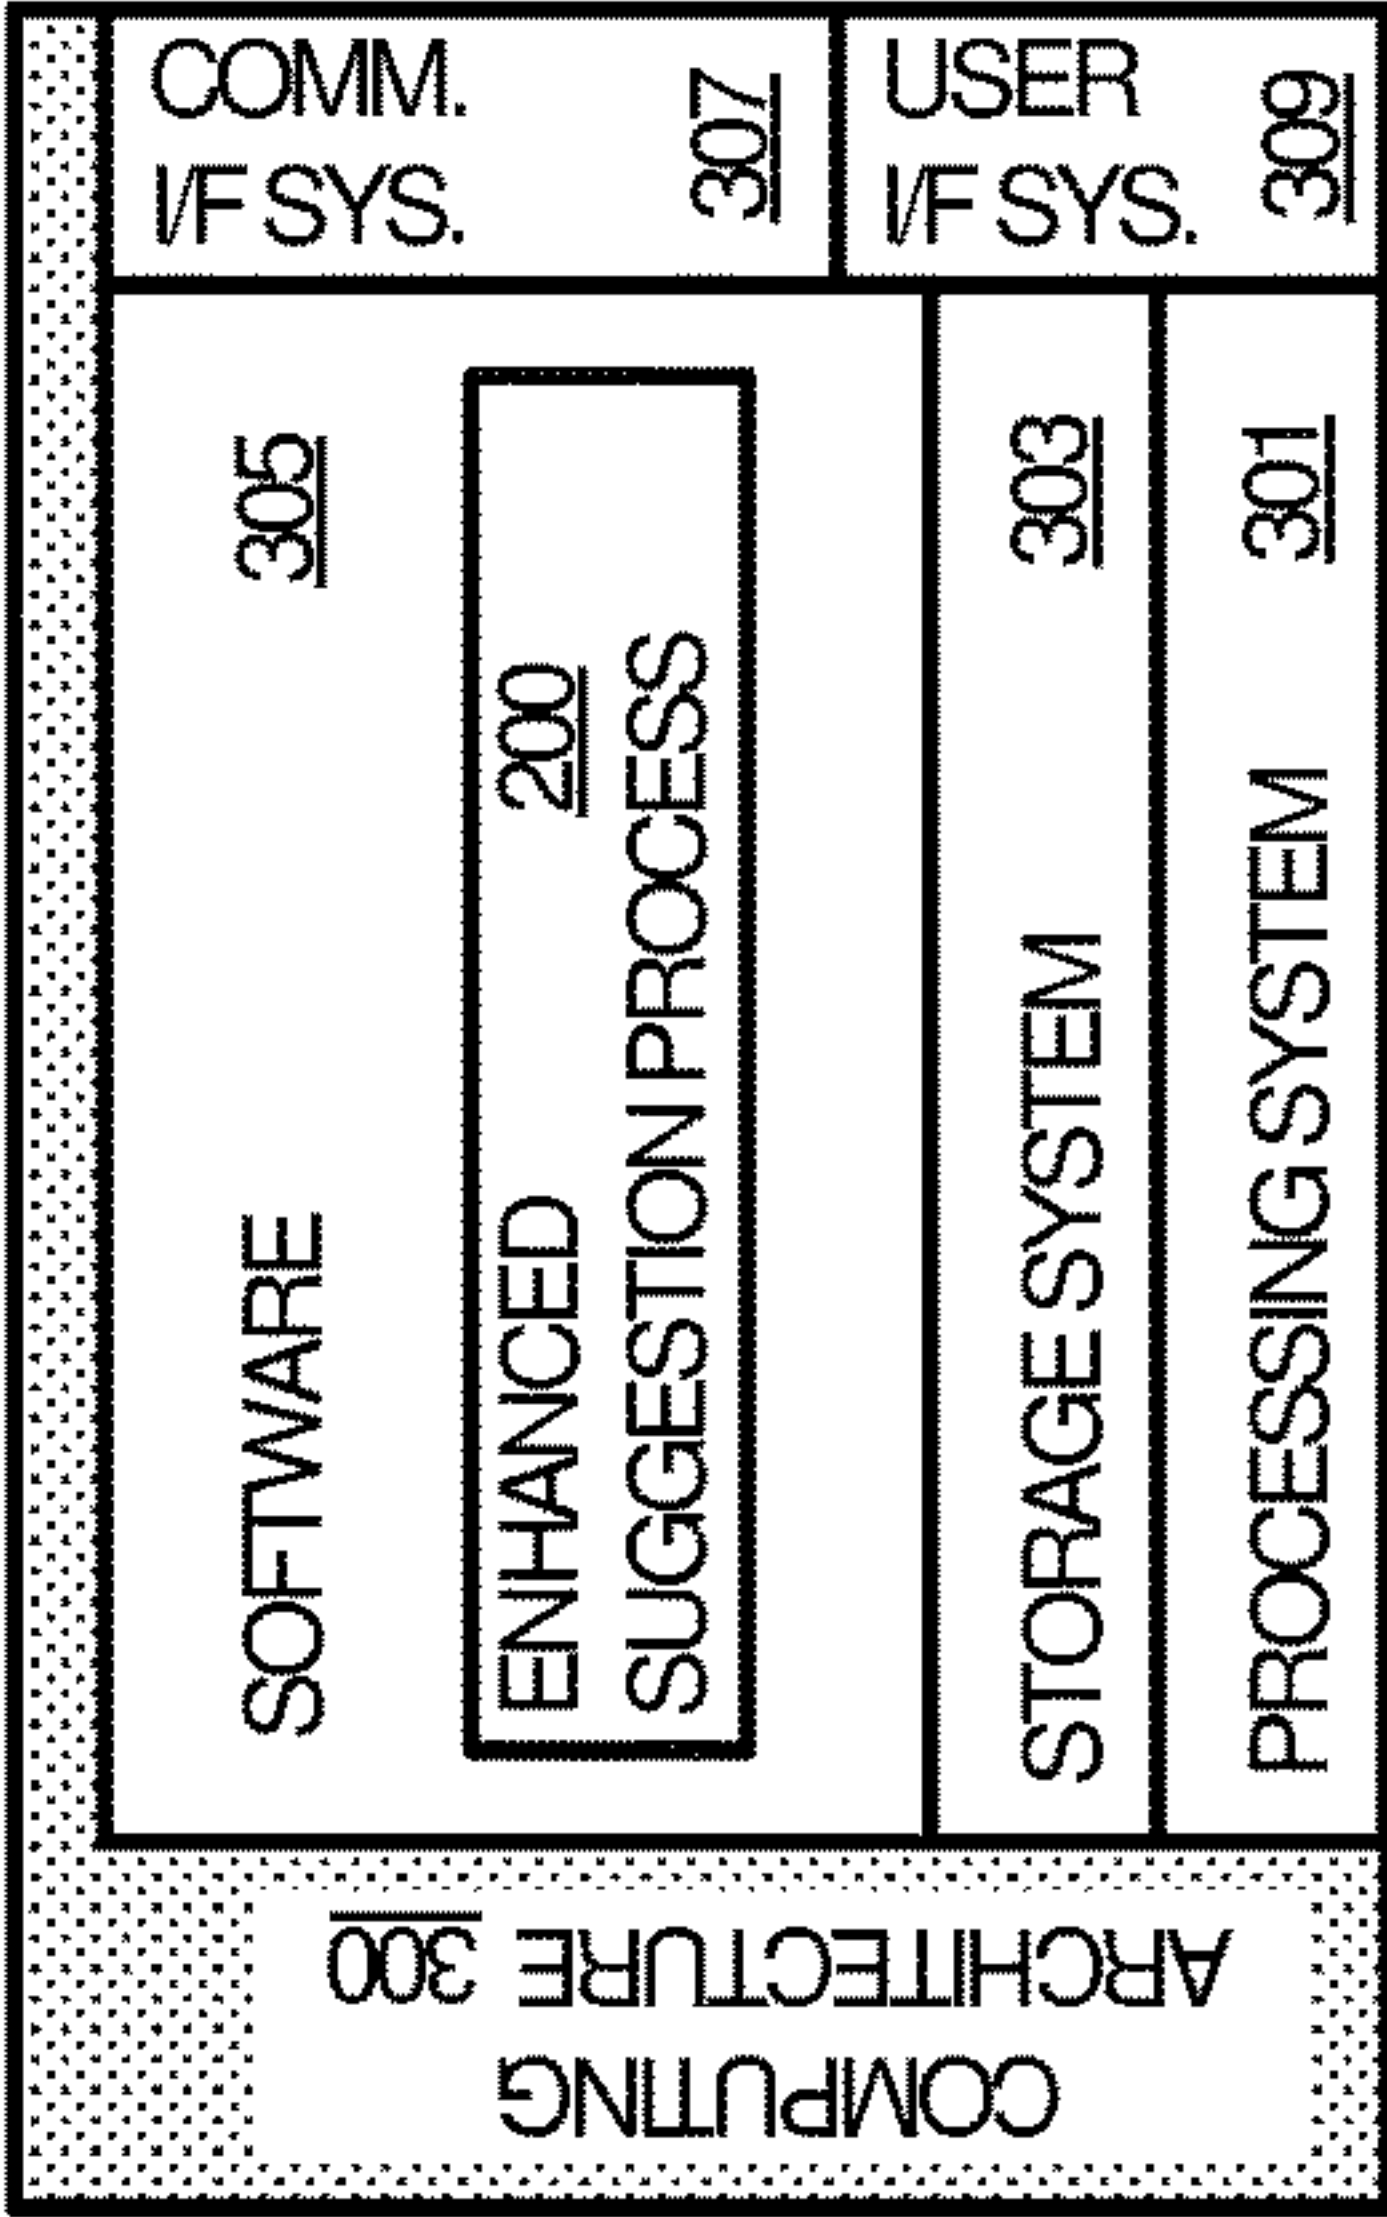 COMPUTING
ARCHITECTURE 300
SOFTWARE 305
ENHANCED 200
SUGGESTION PROCESS
STORAGE SYSTEM 303
PROCESSING SYSTEM 301
COMM.
I/F SYS.
307
USER
I/F SYS.
309